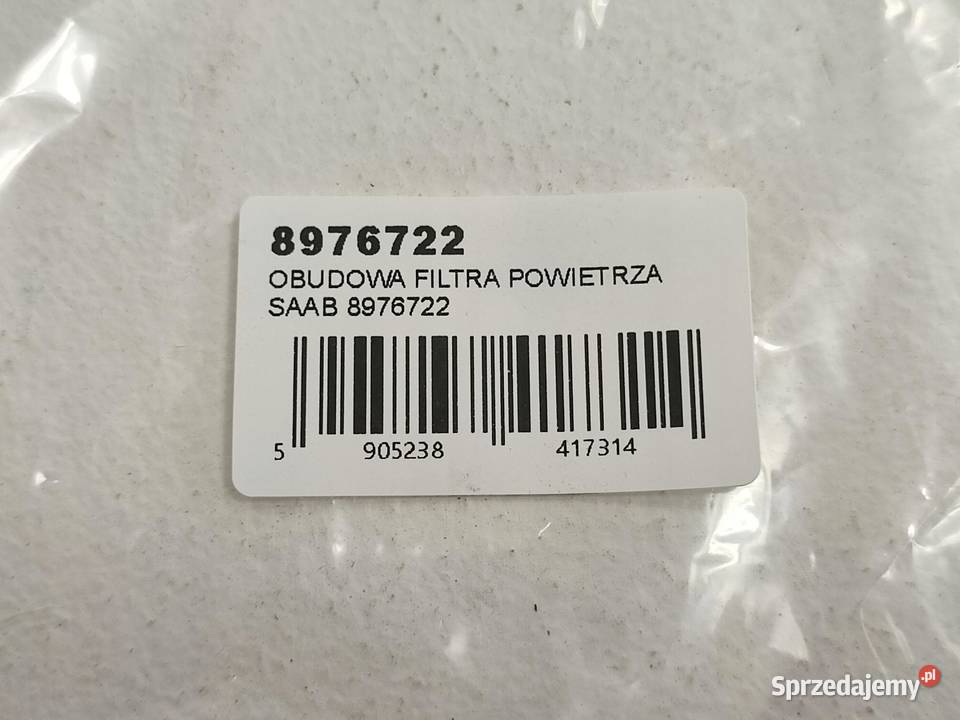 8976722
OBUDOWA FILTRA POWIETRZA
SAAB 8976722
5 905238 417314
Sprzedajemy.pl